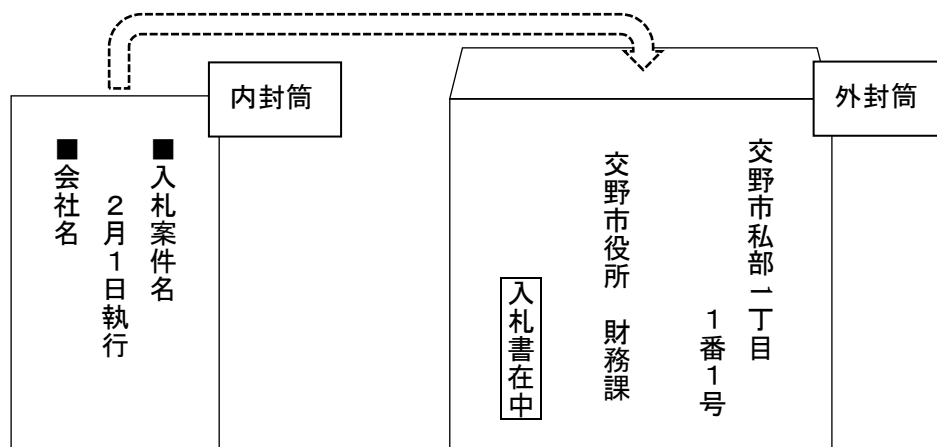 内封筒
■入札案件名
2月1日執行
■会社名
外封筒
交野市私部一丁目
1番1号
交野市役所 財務課
入札書在中